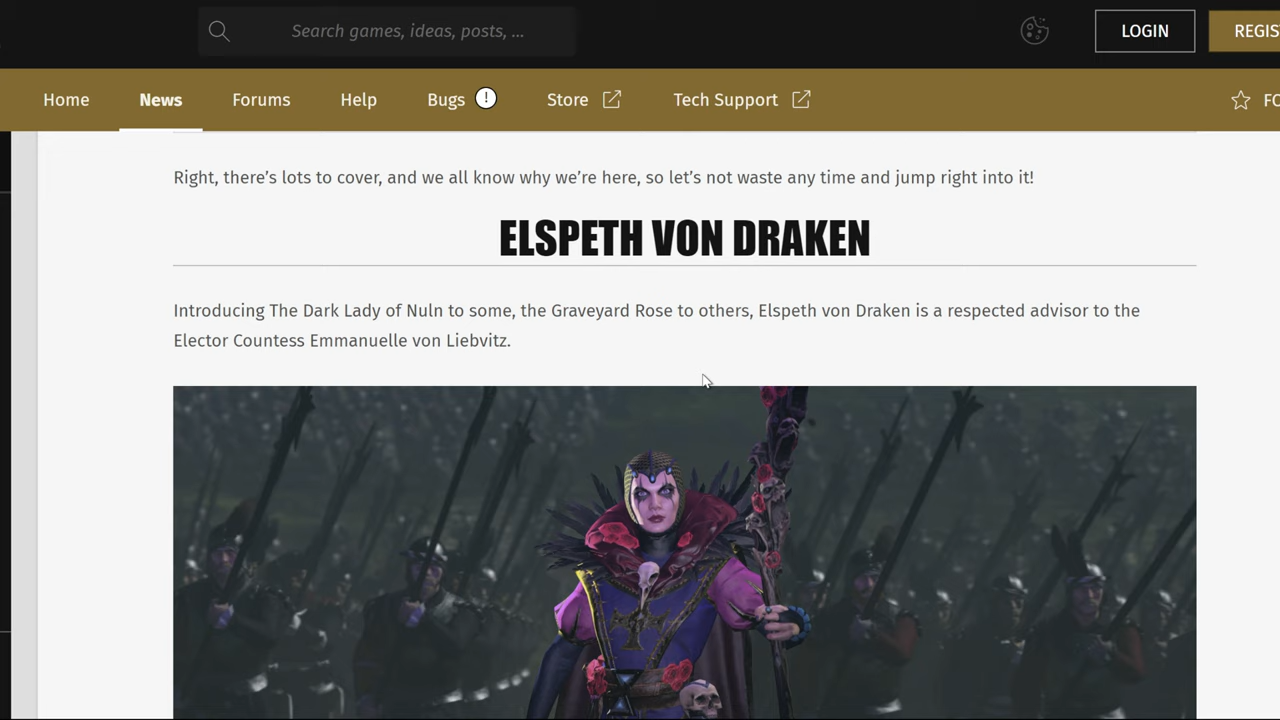 Search games, ideas, posts, ...
LOGIN
REGIS
Home
News
Forums
Help
Bugs
!
Store
Tech Support
FO
Right, there’s lots to cover, and we all know why we’re here, so let’s not waste any time and jump right into it!
ELSPETH VON DRAKEN
Introducing The Dark Lady of Nuln to some, the Graveyard Rose to others, Elspeth von Draken is a respected advisor to the
Elector Countess Emmanuelle von Liebvitz.